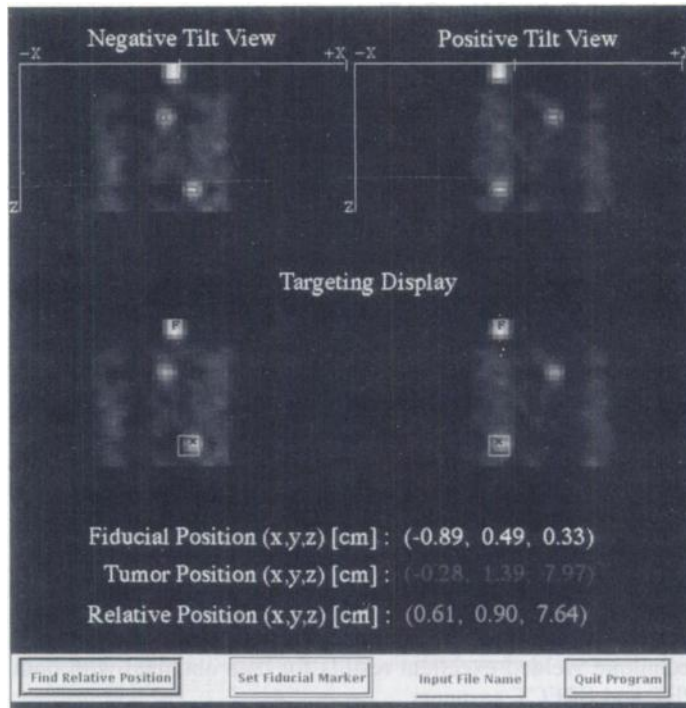 Negative Tilt View
Positive Tilt View
-X
+X
-X
+X
Z
Z
Targeting Display
F
F
X
Fiducial Position (x,y,z) [cm] : (-0.89, 0.49, 0.33)
Tumor Position (x,y,z) [cm] : (-0.28, 1.39, 7.97)
Relative Position (x,y,z) [cm] : (0.61, 0.90, 7.64)
Find Relative Position
Set Fiducial Marker
Input File Name
Quit Program